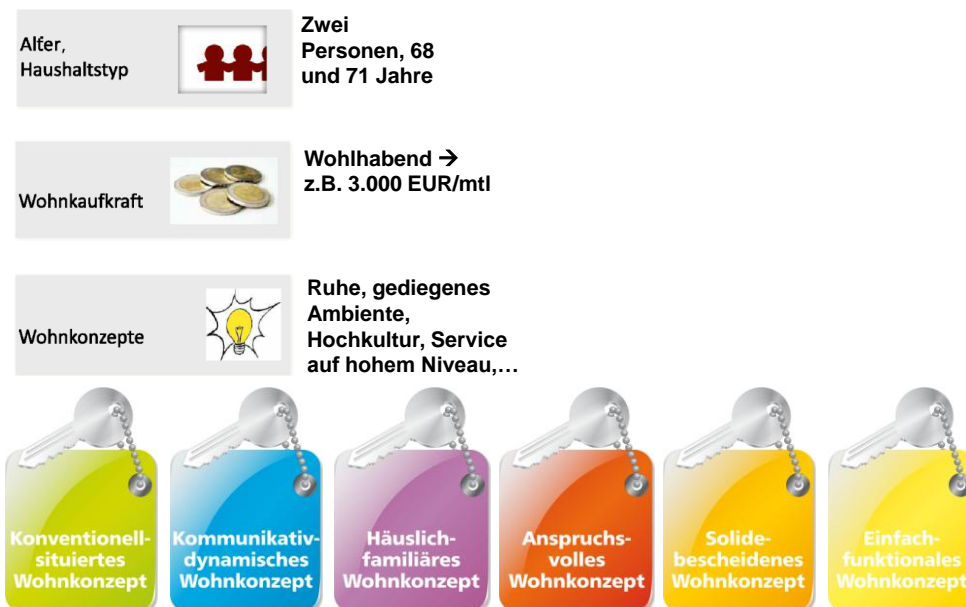 Alter,
Haushaltstyp
Zwei
Personen, 68
und 71 Jahre
Wohnkaufkraft
Wohlhabend →
z.B. 3.000 EUR/mtl
Wohnkonzepte
Ruhe, gediegenes
Ambiente,
Hochkultur, Service
auf hohem Niveau,…
Konventionell-
situiertes
Wohnkonzept
Kommunikativ-
dynamisches
Wohnkonzept
Häuslich-
familiäres
Wohnkonzept
Anspruchs-
volles
Wohnkonzept
Solide-
bescheidenes
Wohnkonzept
Einfach-
funktionales
Wohnkonzept